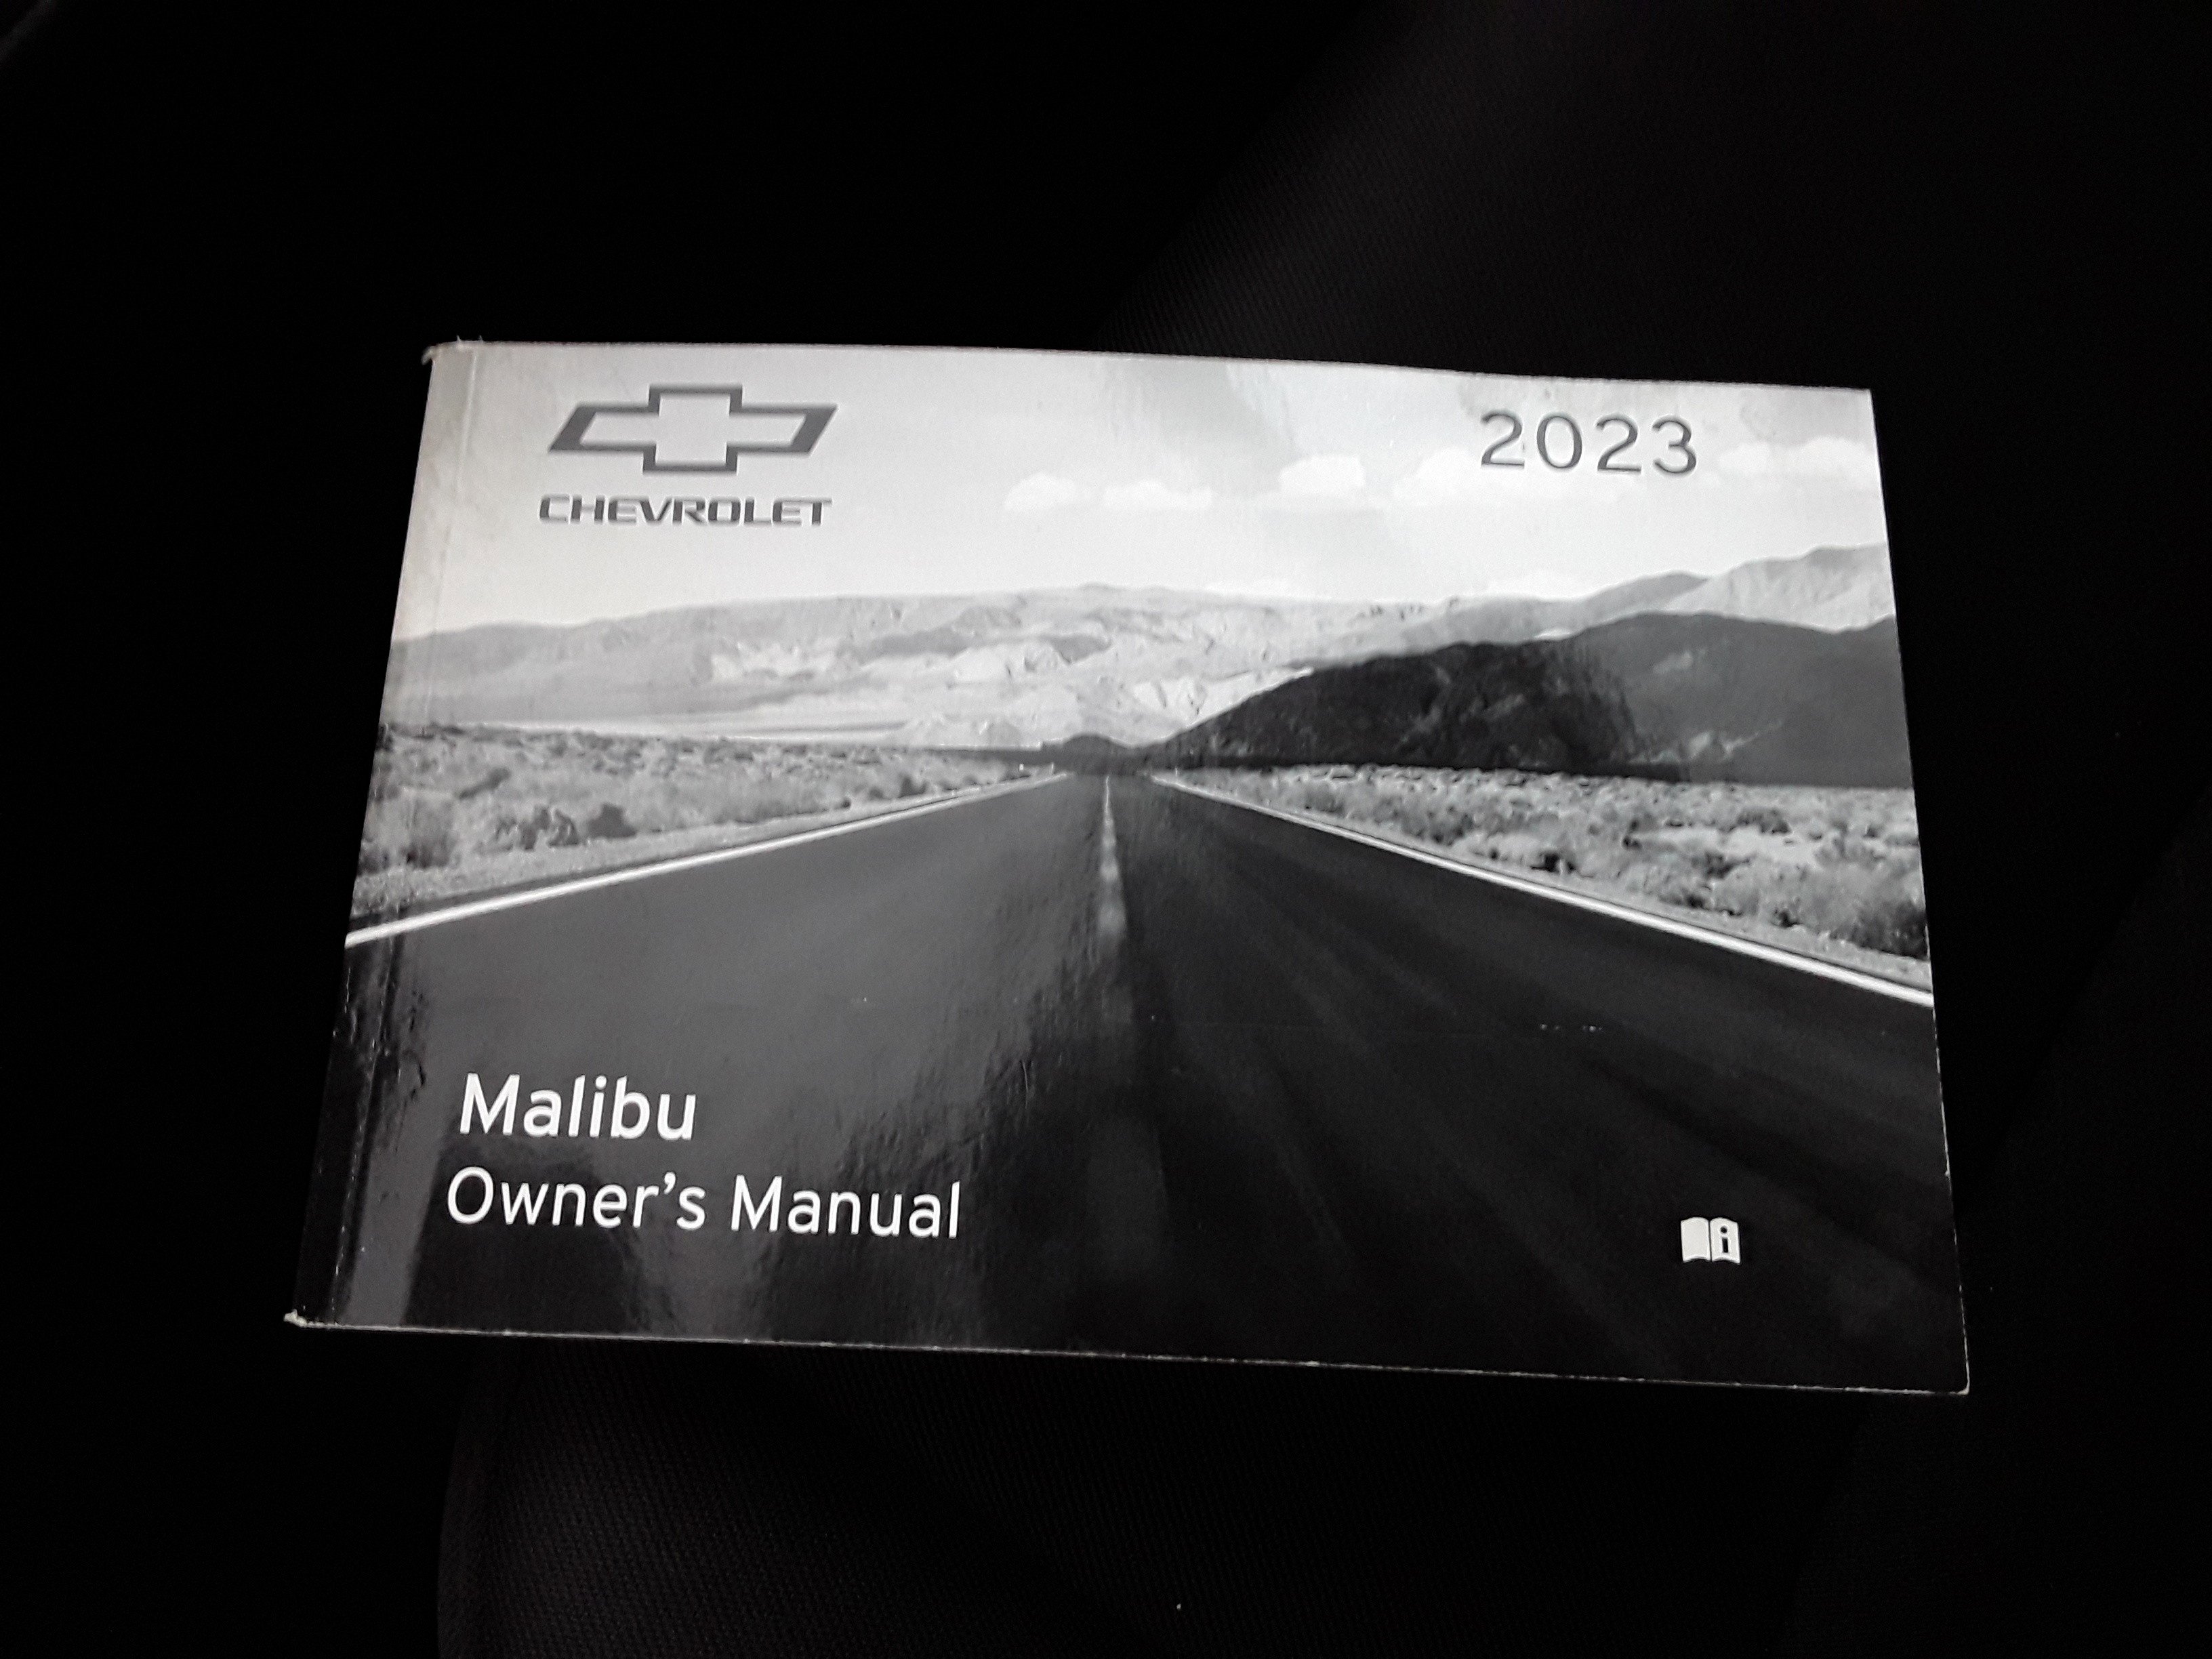 CHEVROLET
2023
Malibu
Owner's Manual